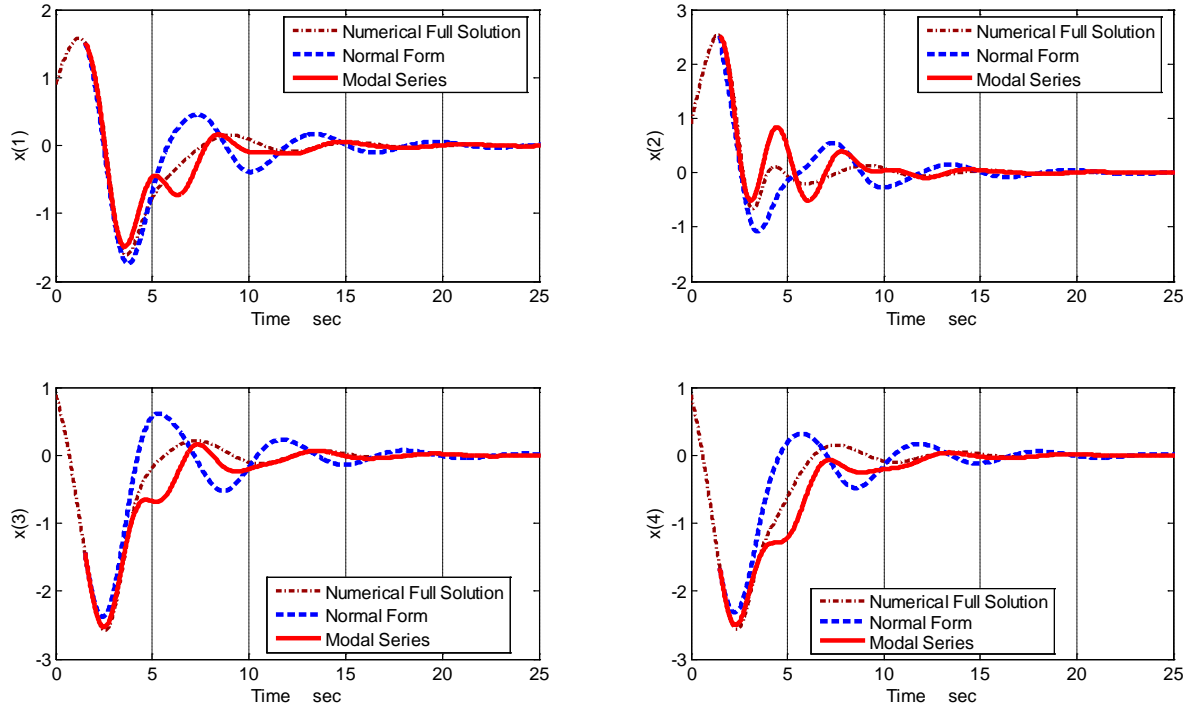 2
1
0
-1
-2
x(1)
0
5
10
15
20
25
Time sec
Numerical Full Solution
Normal Form
Modal Series
3
2
1
0
-1
-2
x(2)
0
5
10
15
20
25
Time sec
Numerical Full Solution
Normal Form
Modal Series
1
0
-1
-2
-3
x(3)
0
5
10
15
20
25
Time sec
Numerical Full Solution
Normal Form
Modal Series
1
0
-1
-2
-3
x(4)
0
5
10
15
20
25
Time sec
Numerical Full Solution
Normal Form
Modal Series